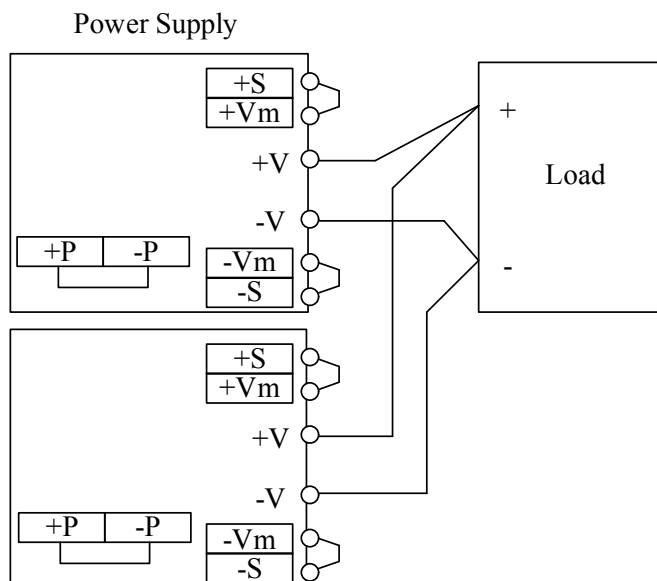 Power Supply
+S
+Vm
+V
-V
+P -P
-Vm
-S
+
Load
-
+S
+Vm
+V
-V
+P -P
-Vm
-S